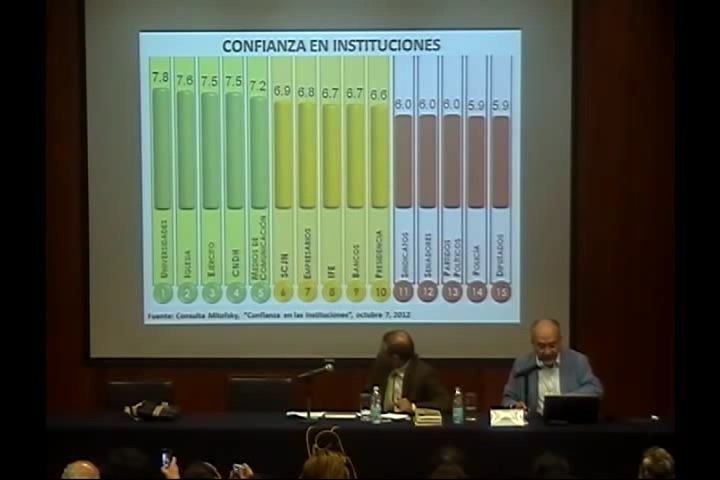 CONFIANZA EN INSTITUCIONES
7.8 7.6 7.5 7.5 7.2 6.9 6.8 6.7 6.7 6.6 6.0 6.0 6.0 5.9 5.9
UNIVERSIDADES
IGLESIA
EJÉRCITO
CNDH
MEDIOS DE
COMUNICACIÓN
SCJN
EMPRESARIOS
IFE
BANCOS
PRESIDENCIA
SINDICATOS
SENADORES
PARTIDOS
POLÍTICOS
POLICÍA
DIPUTADOS
1 2 3 4 5 6 7 8 9 10 11 12 13 14 15
Fuente: Consulta Mitofsky, "Confianza en las Instituciones", octubre 7, 2012